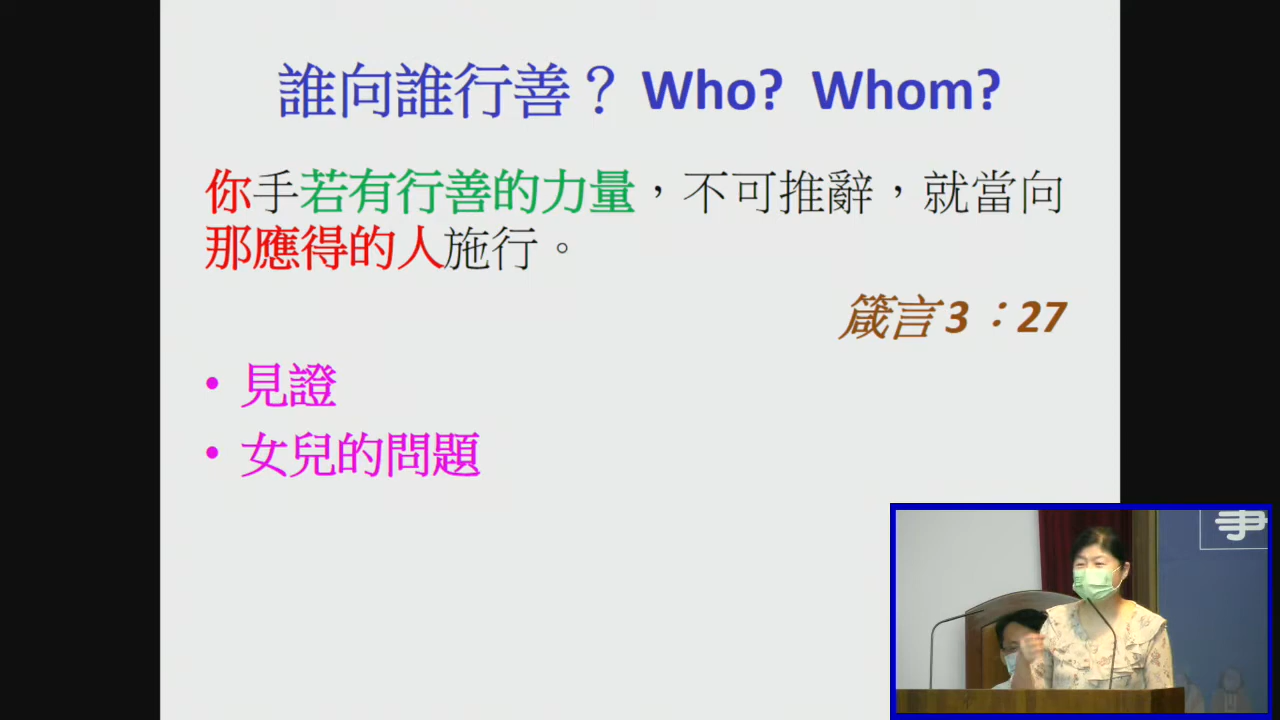 誰向誰行善？ Who? Whom?
你手若有行善的力量，不可推辭，就當向
那應得的人施行。
箴言 3：27
• 見證
• 女兒的問題